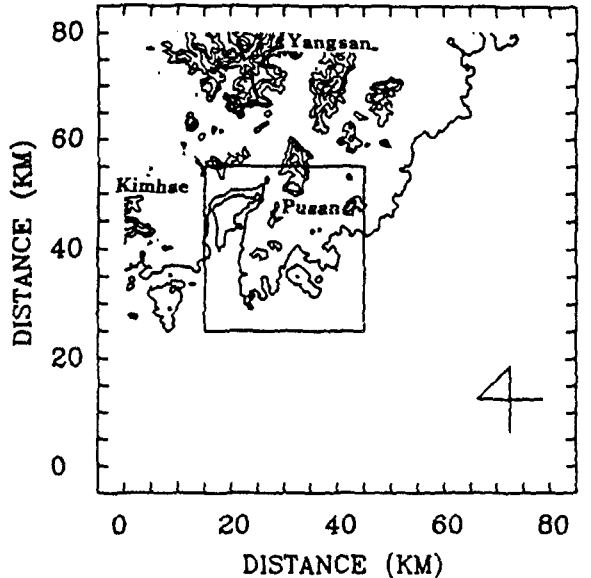 80
Yangsan
60
Kimhae
Pusan
40
20
0
DISTANCE (KM)
0 20 40 60 80
DISTANCE (KM)